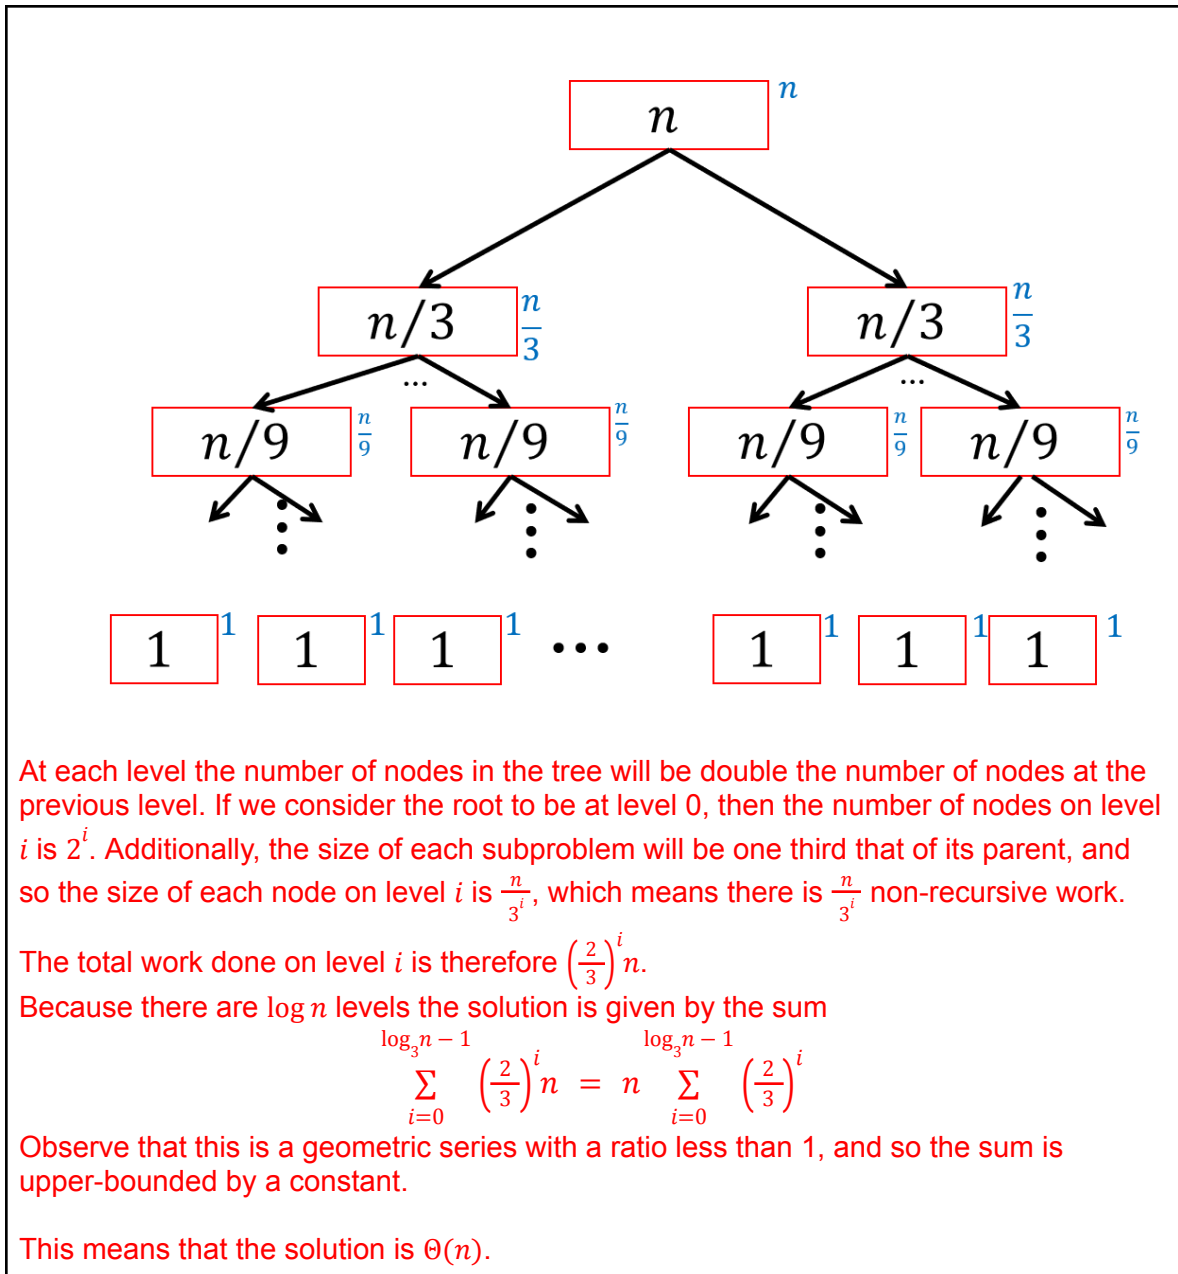 n n
n/3 n/3 n/3 n/3
... ...
n/9 n/9 n/9 n/9 n/9 n/9 n/9 n/9
1 1 1 1 1 1 ... 1 1 1 1 1 1
At each level the number of nodes in the tree will be double the number of nodes at the
previous level. If we consider the root to be at level 0, then the number of nodes on level
i is 2^i. Additionally, the size of each subproblem will be one third that of its parent, and
so the size of each node on level i is n/3^i, which means there is n/3^i non-recursive work.
The total work done on level i is therefore (2/3)^i n.
Because there are log n levels the solution is given by the sum
∑_{i=0}^{log_3 n − 1} (2/3)^i n = n ∑_{i=0}^{log_3 n − 1} (2/3)^i
Observe that this is a geometric series with a ratio less than 1, and so the sum is
upper-bounded by a constant.
This means that the solution is Θ(n).